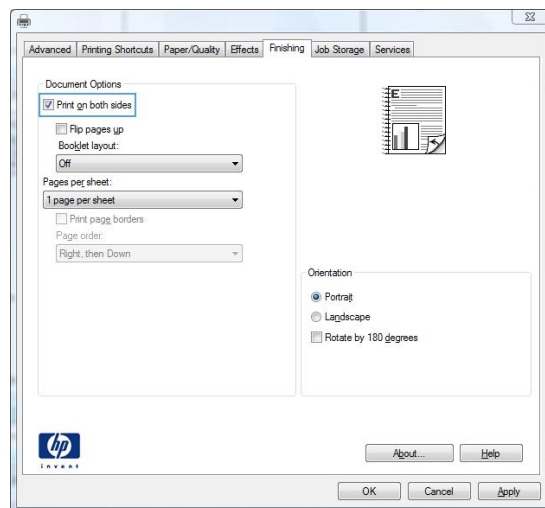 Advanced Printing Shortcuts Paper/Quality Effects Finishing Job Storage Services
Document Options
Print on both sides
Flip pages up
Booklet layout:
Off
Pages per sheet:
1 page per sheet
Print page borders
Page order:
Right, then Down
E
Orientation
Portrait
Landscape
Rotate by 180 degrees
hp
invent
About... Help
OK Cancel Apply